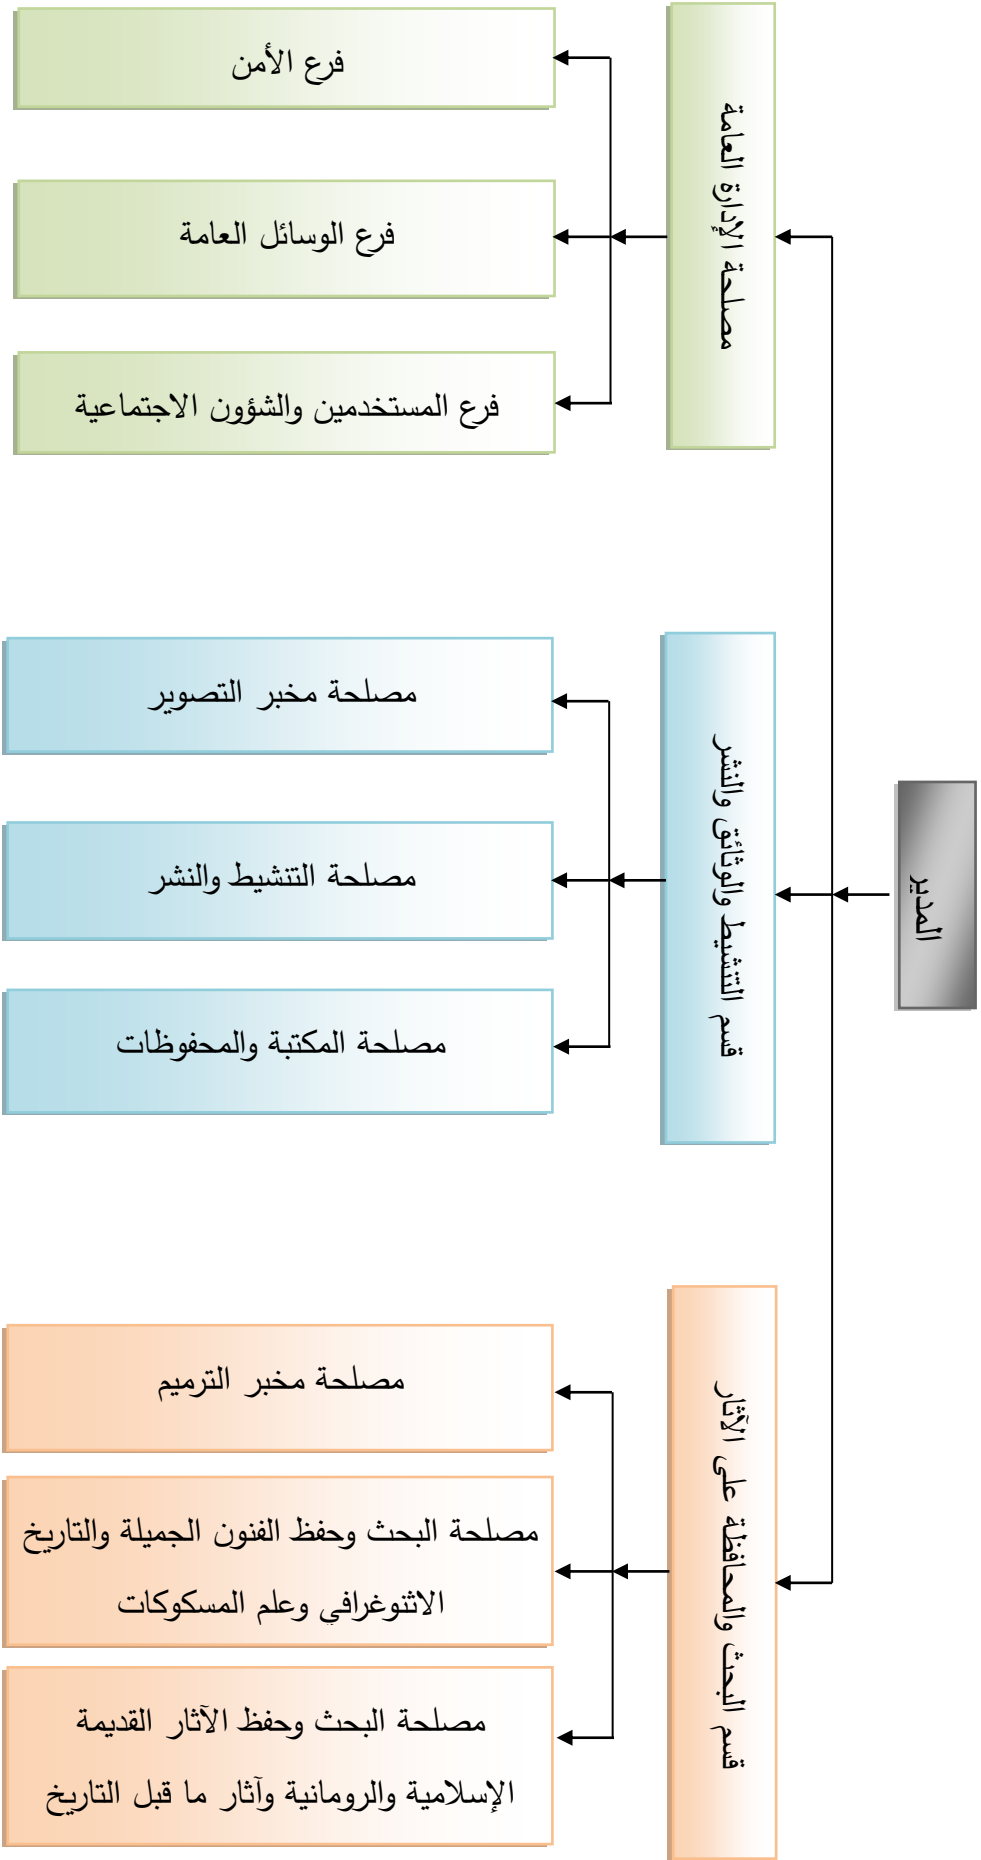 المدير
مصلحة الإدارة العامة
فرع الأمن
فرع الوسائل العامة
فرع المستخدمين والشؤون الاجتماعية
قسم التنشيط والوثائق والنشر
مصلحة مخبر التصوير
مصلحة التنشيط والنشر
مصلحة المكتبة والمحفوظات
قسم البحث والمحافظة على الآثار
مصلحة مخبر الترميم
مصلحة البحث وحفظ الفنون الجميلة والتاريخ
الاثنوغرافي وعلم المسكوكات
مصلحة البحث وحفظ الآثار القديمة
الإسلامية والرومانية وآثار ما قبل التاريخ